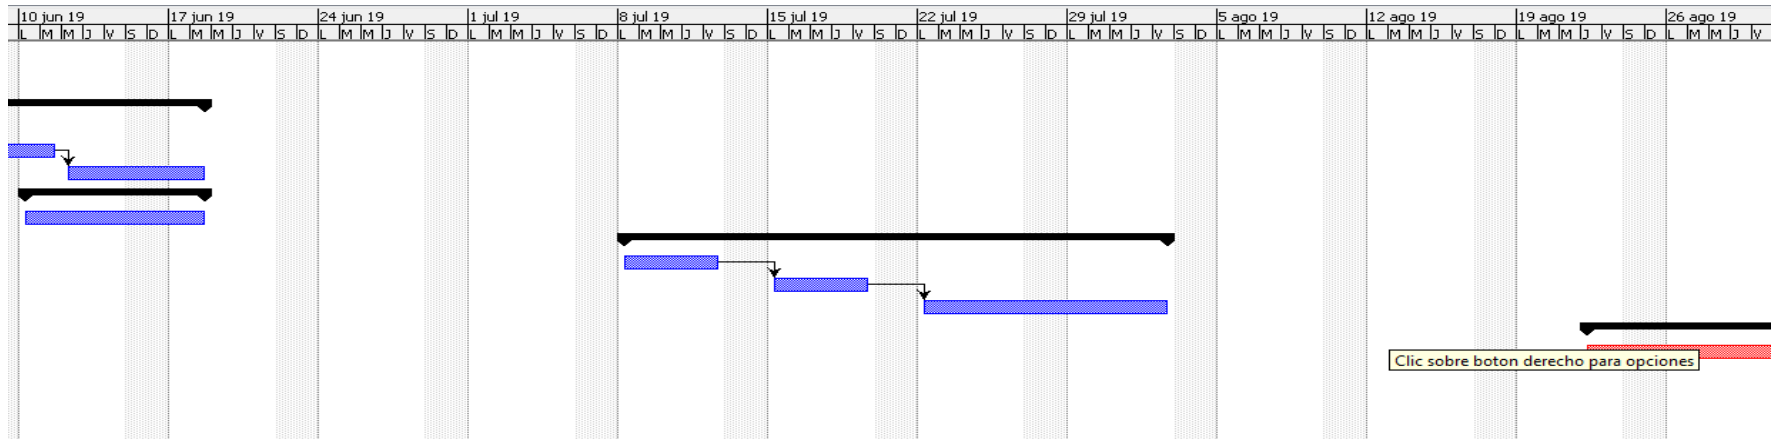 10 jun 19 17 jun 19 24 jun 19 1 jul 19 8 jul 19 15 jul 19 22 jul 19 29 jul 19 5 ago 19 12 ago 19 19 ago 19 26 ago 19
L M M J V S D L M M J V S D L M M J V S D L M M J V S D L M M J V S D L M M J V S D L M M J V S D L M M J V S D L M M J V S D L M M J V S D L M M J V S D L M M J V
Clic sobre boton derecho para opciones